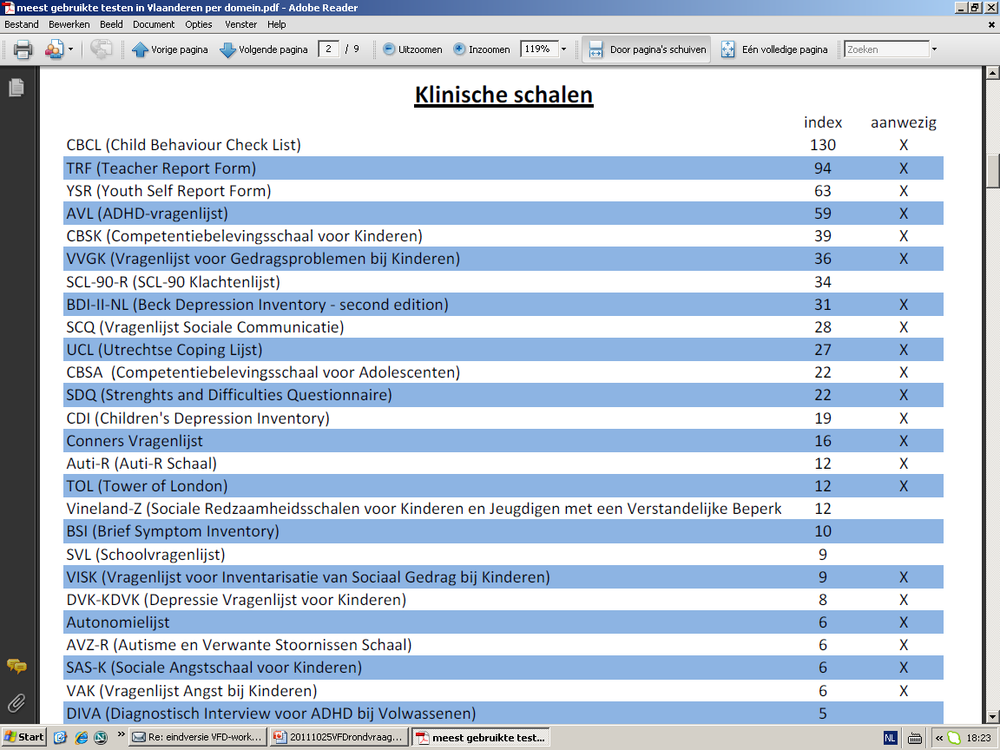 meest gebruikte testen in Vlaanderen per domein.pdf - Adobe Reader
Bestand Bewerken Beeld Document Opties Venster Help
Vorige pagina Volgende pagina 2 / 9 Uitzoomen Inzoomen 119% Door pagina's schuiven Eén volledige pagina Zoeken
Klinische schalen
index aanwezig
CBCL (Child Behaviour Check List) 130 X
TRF (Teacher Report Form) 94 X
YSR (Youth Self Report Form) 63 X
AVL (ADHD-vragenlijst) 59 X
CBSK (Competentiebelevingsschaal voor Kinderen) 39 X
VVGK (Vragenlijst voor Gedragsproblemen bij Kinderen) 36 X
SCL-90-R (SCL-90 Klachtenlijst) 34
BDI-II-NL (Beck Depression Inventory - second edition) 31 X
SCQ (Vragenlijst Sociale Communicatie) 28 X
UCL (Utrechtse Coping Lijst) 27 X
CBSA (Competentiebelevingsschaal voor Adolescenten) 22 X
SDQ (Strenghts and Difficulties Questionnaire) 22 X
CDI (Children's Depression Inventory) 19 X
Conners Vragenlijst 16 X
Auti-R (Auti-R Schaal) 12 X
TOL (Tower of London) 12 X
Vineland-Z (Sociale Redzaamheidsschalen voor Kinderen en Jeugdigen met een Verstandelijke Beperk 12
BSI (Brief Symptom Inventory) 10
SVL (Schoolvragenlijst) 9
VISK (Vragenlijst voor Inventarisatie van Sociaal Gedrag bij Kinderen) 9 X
DVK-KDVK (Depressie Vragenlijst voor Kinderen) 8 X
Autonomielijst 6 X
AVZ-R (Autisme en Verwante Stoornissen Schaal) 6 X
SAS-K (Sociale Angstschaal voor Kinderen) 6 X
VAK (Vragenlijst Angst bij Kinderen) 6 X
DIVA (Diagnostisch Interview voor ADHD bij Volwassenen) 5
Start » Re: eindversie VFD-work... 20111025VFDrondvraag... meest gebruikte test... NL « 18:23